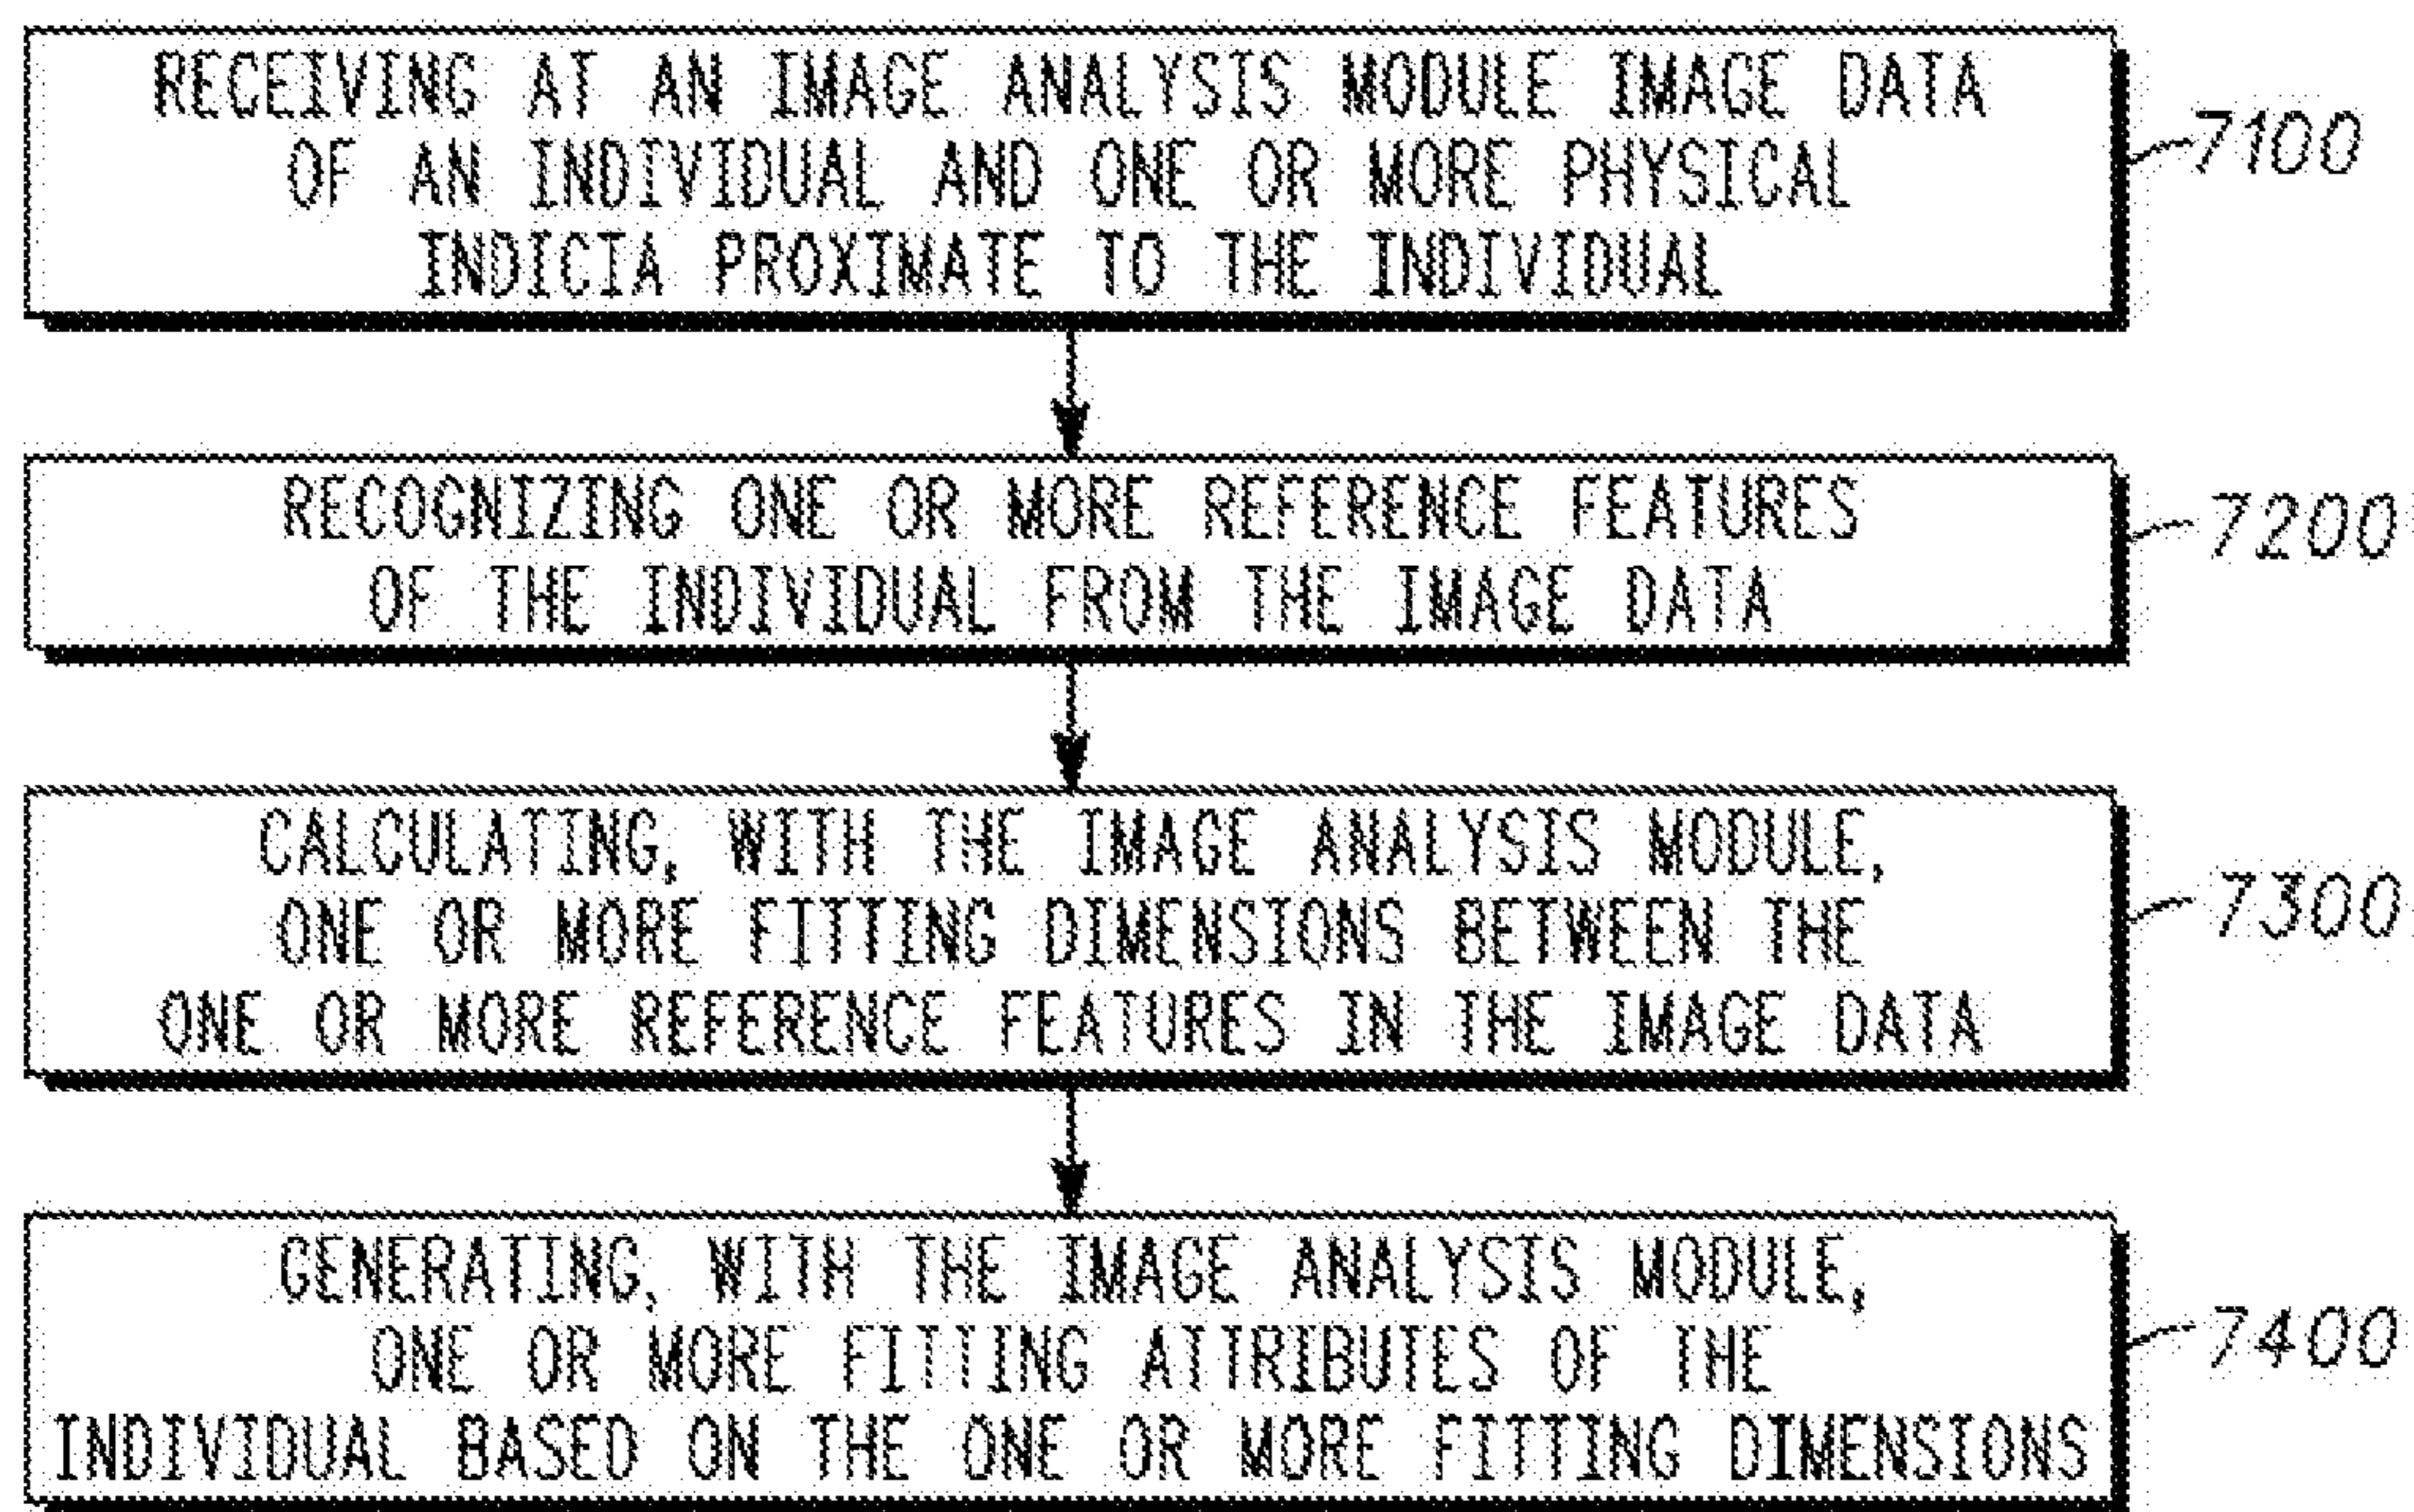 RECEIVING AT AN IMAGE ANALYSIS MODULE IMAGE DATA
OF AN INDIVIDUAL AND ONE OR MORE PHYSICAL
INDICIA PROXIMATE TO THE INDIVIDUAL
7100
RECOGNIZING ONE OR MORE REFERENCE FEATURES
OF THE INDIVIDUAL FROM THE IMAGE DATA
7200
CALCULATING, WITH THE IMAGE ANALYSIS MODULE,
ONE OR MORE FITTING DIMENSIONS BETWEEN THE
ONE OR MORE REFERENCE FEATURES IN THE IMAGE DATA
7300
GENERATING, WITH THE IMAGE ANALYSIS MODULE,
ONE OR MORE FITTING ATTRIBUTES OF THE
INDIVIDUAL BASED ON THE ONE OR MORE FITTING DIMENSIONS
7400